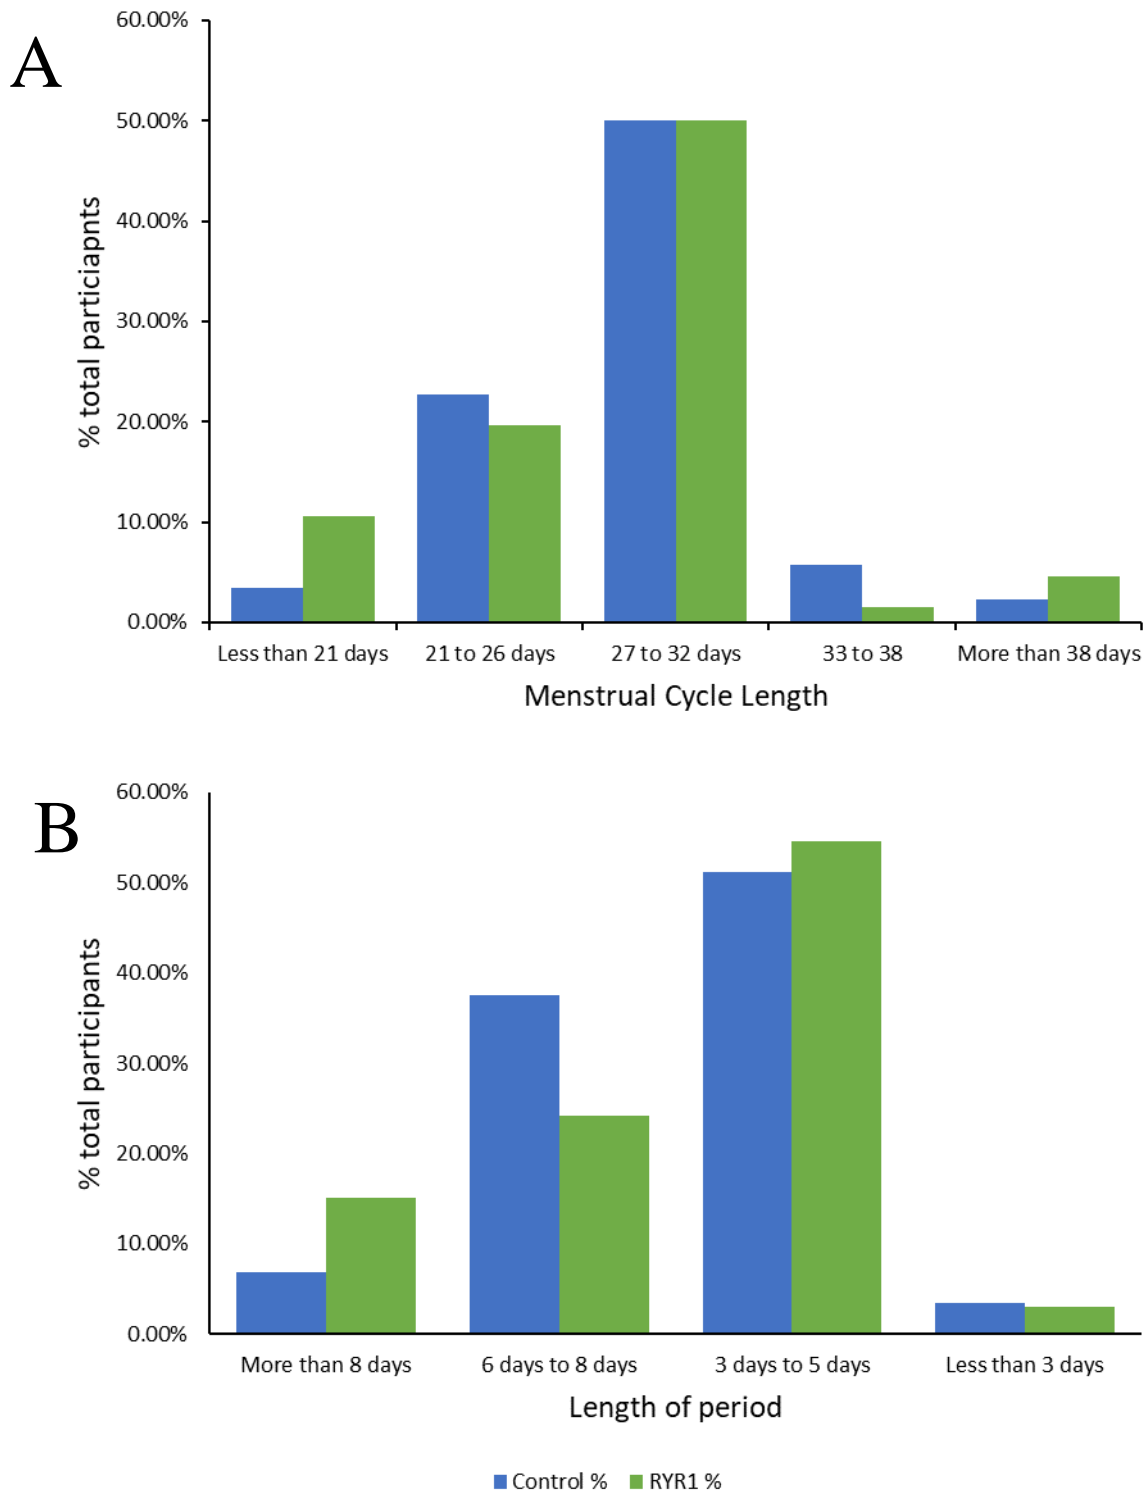 A
60.00%
50.00%
40.00%
30.00%
20.00%
10.00%
0.00%
% total particiapnts
Less than 21 days 21 to 26 days 27 to 32 days 33 to 38 More than 38 days
Menstrual Cycle Length
B
60.00%
50.00%
40.00%
30.00%
20.00%
10.00%
0.00%
% total participants
More than 8 days 6 days to 8 days 3 days to 5 days Less than 3 days
Length of period
Control % RYR1 %